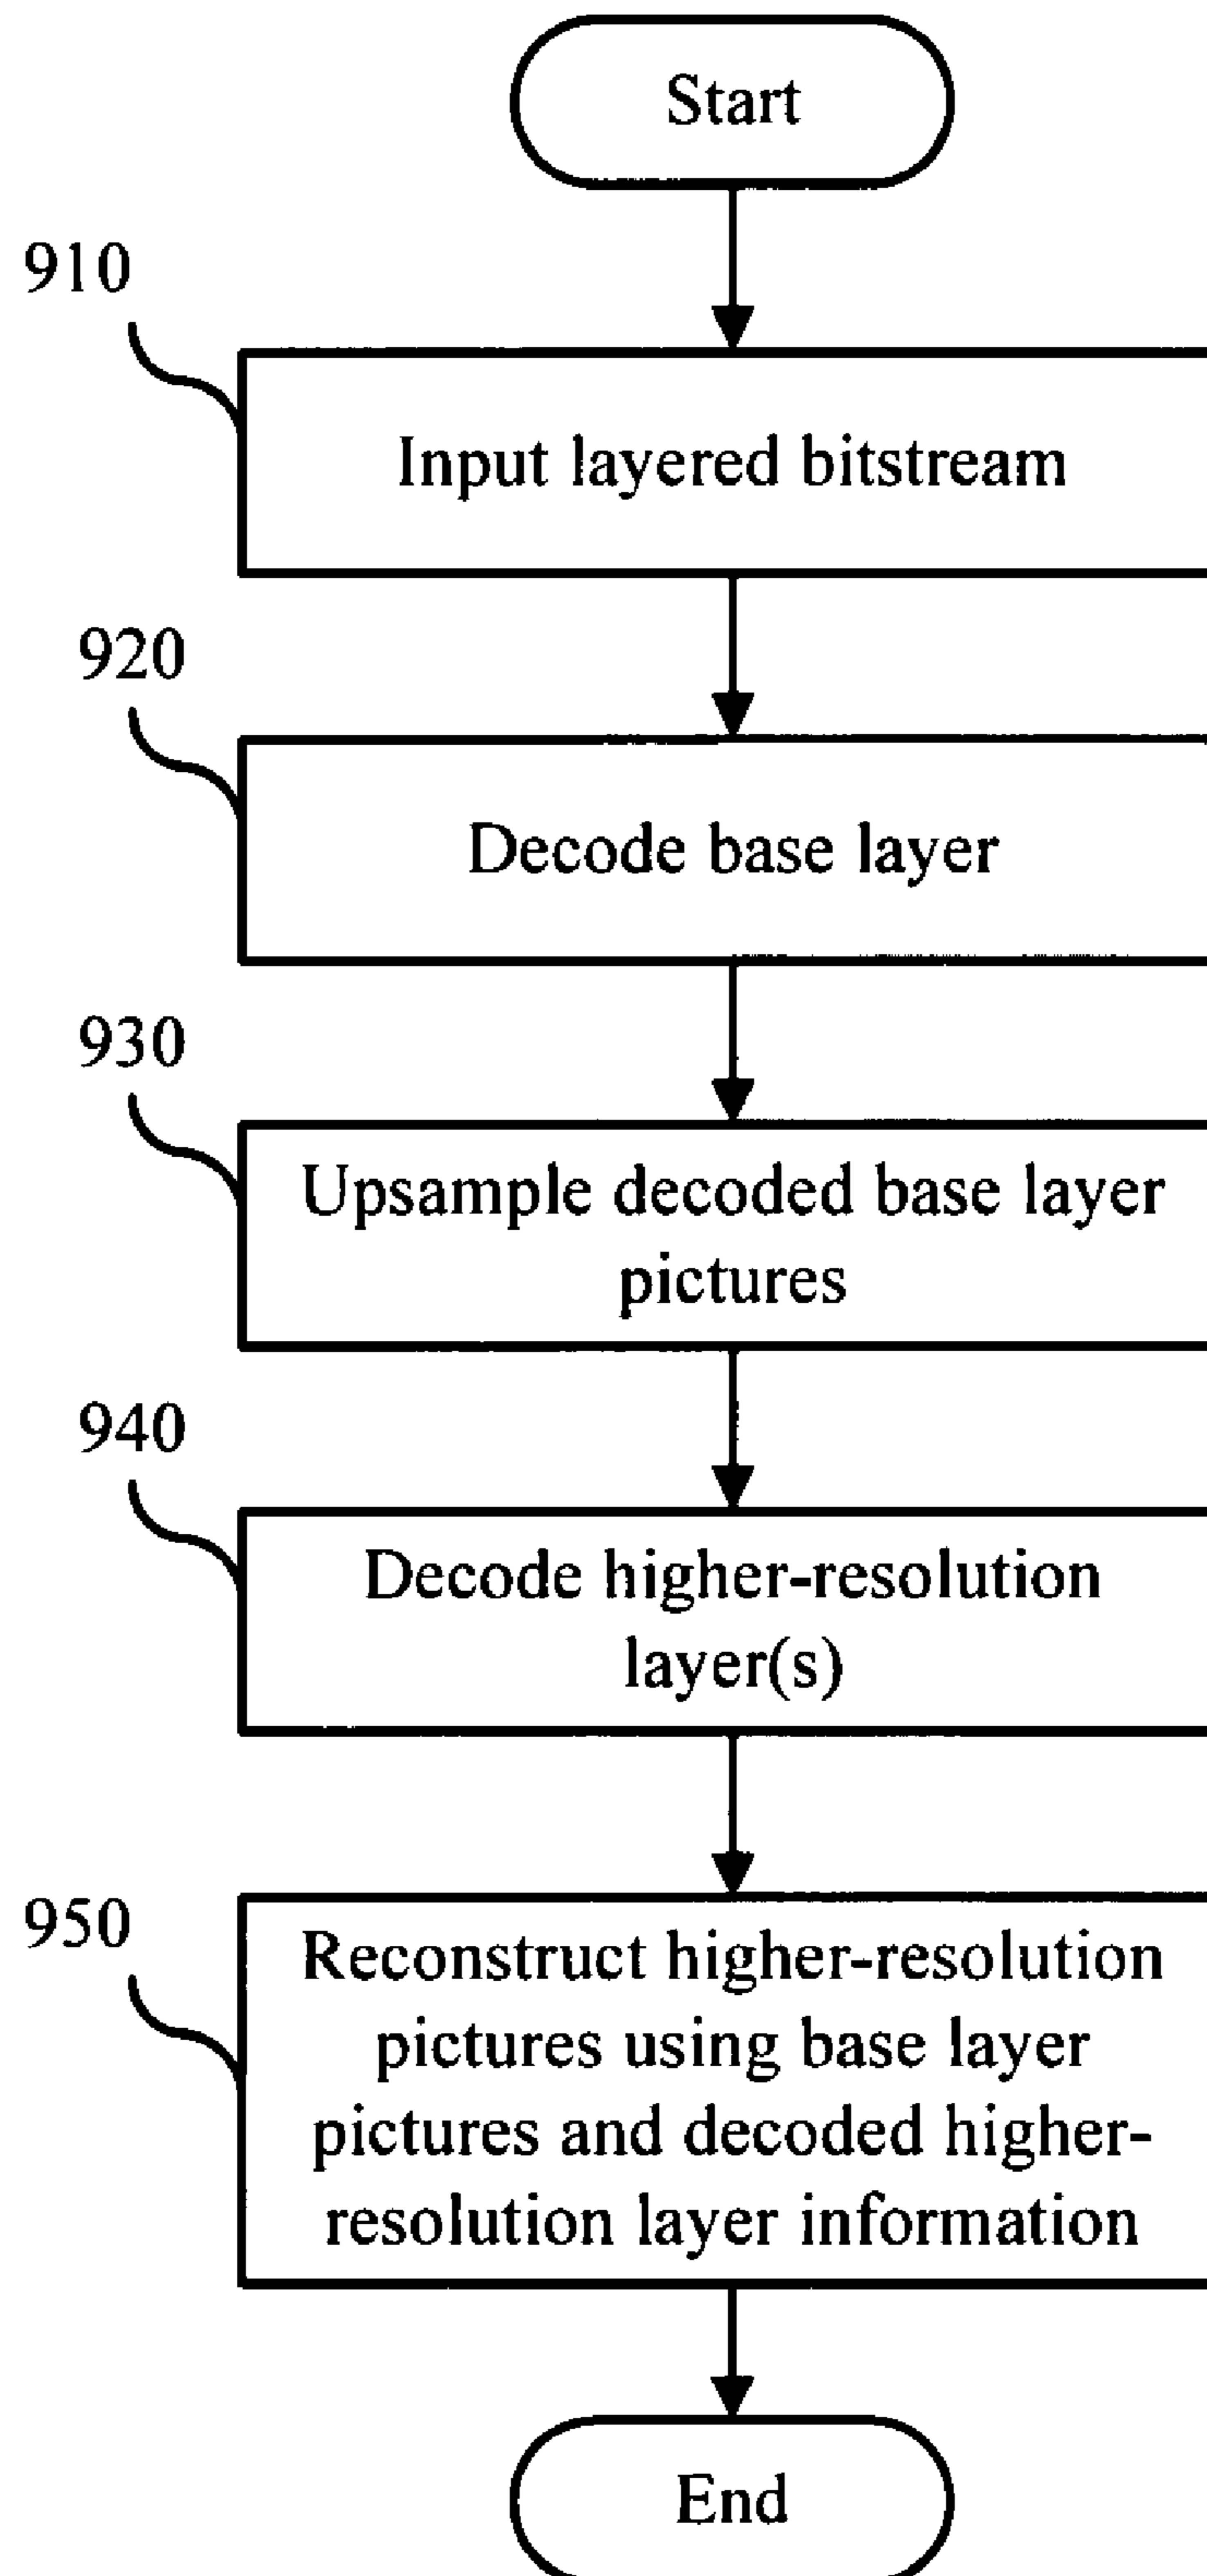 Start
910
Input layered bitstream
920
Decode base layer
930
Upsample decoded base layer
pictures
940
Decode higher-resolution
layer(s)
950
Reconstruct higher-resolution
pictures using base layer
pictures and decoded higher-
resolution layer information
End